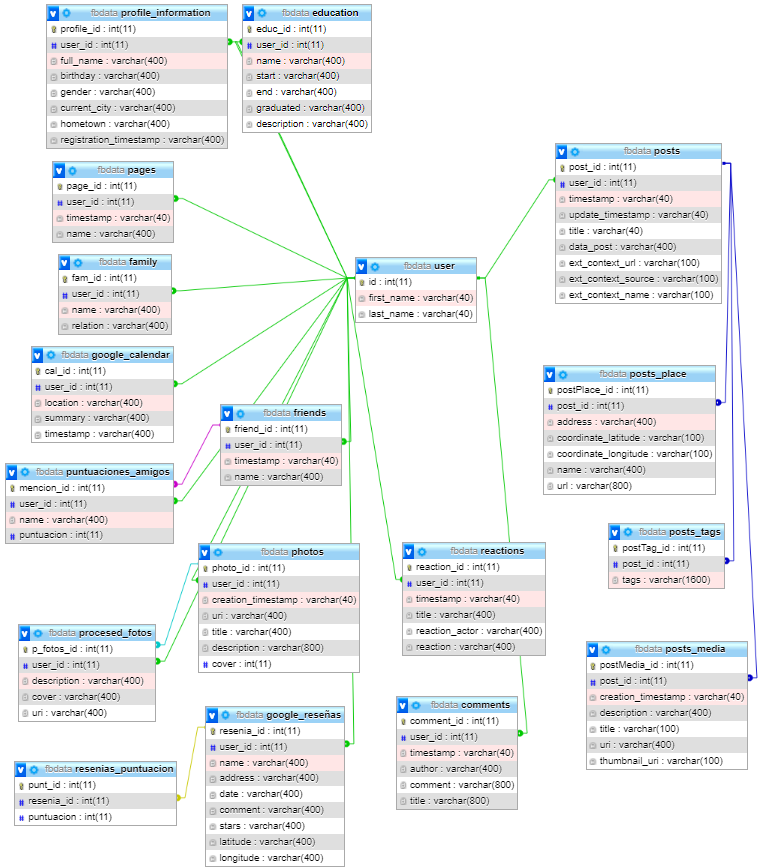 fbdata profile_information
profile_id : int(11)
user_id : int(11)
full_name : varchar(400)
birthday : varchar(400)
gender : varchar(400)
current_city : varchar(400)
hometown : varchar(400)
registration_timestamp : varchar(400)
fbdata education
educ_id : int(11)
user_id : int(11)
name : varchar(400)
start : varchar(400)
end : varchar(400)
graduated : varchar(400)
description : varchar(400)
fbdata pages
page_id : int(11)
user_id : int(11)
timestamp : varchar(40)
name : varchar(400)
fbdata posts
post_id : int(11)
user_id : int(11)
timestamp : varchar(40)
update_timestamp : varchar(40)
title : varchar(40)
data_post : varchar(400)
ext_context_url : varchar(100)
ext_context_source : varchar(100)
ext_context_name : varchar(100)
fbdata family
fam_id : int(11)
user_id : int(11)
name : varchar(400)
relation : varchar(400)
fbdata user
id : int(11)
first_name : varchar(40)
last_name : varchar(40)
fbdata google_calendar
cal_id : int(11)
user_id : int(11)
location : varchar(400)
summary : varchar(400)
timestamp : varchar(400)
fbdata posts_place
postPlace_id : int(11)
post_id : int(11)
address : varchar(400)
coordinate_latitude : varchar(100)
coordinate_longitude : varchar(100)
name : varchar(400)
url : varchar(800)
fbdata friends
friend_id : int(11)
user_id : int(11)
timestamp : varchar(40)
name : varchar(400)
fbdata puntuaciones_amigos
mencion_id : int(11)
user_id : int(11)
name : varchar(400)
puntuacion : int(11)
fbdata posts_tags
postTag_id : int(11)
post_id : int(11)
tags : varchar(1600)
fbdata photos
photo_id : int(11)
user_id : int(11)
creation_timestamp : varchar(40)
uri : varchar(400)
title : varchar(400)
description : varchar(800)
cover : int(11)
fbdata reactions
reaction_id : int(11)
user_id : int(11)
timestamp : varchar(40)
title : varchar(400)
reaction_actor : varchar(400)
reaction : varchar(400)
fbdata procesed_fotos
p_fotos_id : int(11)
user_id : int(11)
description : varchar(400)
cover : varchar(400)
uri : varchar(400)
fbdata posts_media
postMedia_id : int(11)
post_id : int(11)
creation_timestamp : varchar(40)
description : varchar(400)
title : varchar(100)
uri : varchar(400)
thumbnail_uri : varchar(100)
fbdata comments
comment_id : int(11)
user_id : int(11)
timestamp : varchar(40)
author : varchar(400)
comment : varchar(800)
title : varchar(800)
fbdata google_reseñas
resenia_id : int(11)
user_id : int(11)
name : varchar(400)
address : varchar(400)
date : varchar(400)
comment : varchar(400)
stars : varchar(400)
latitude : varchar(400)
longitude : varchar(400)
fbdata resenias_puntuacion
punt_id : int(11)
resenia_id : int(11)
puntuacion : int(11)